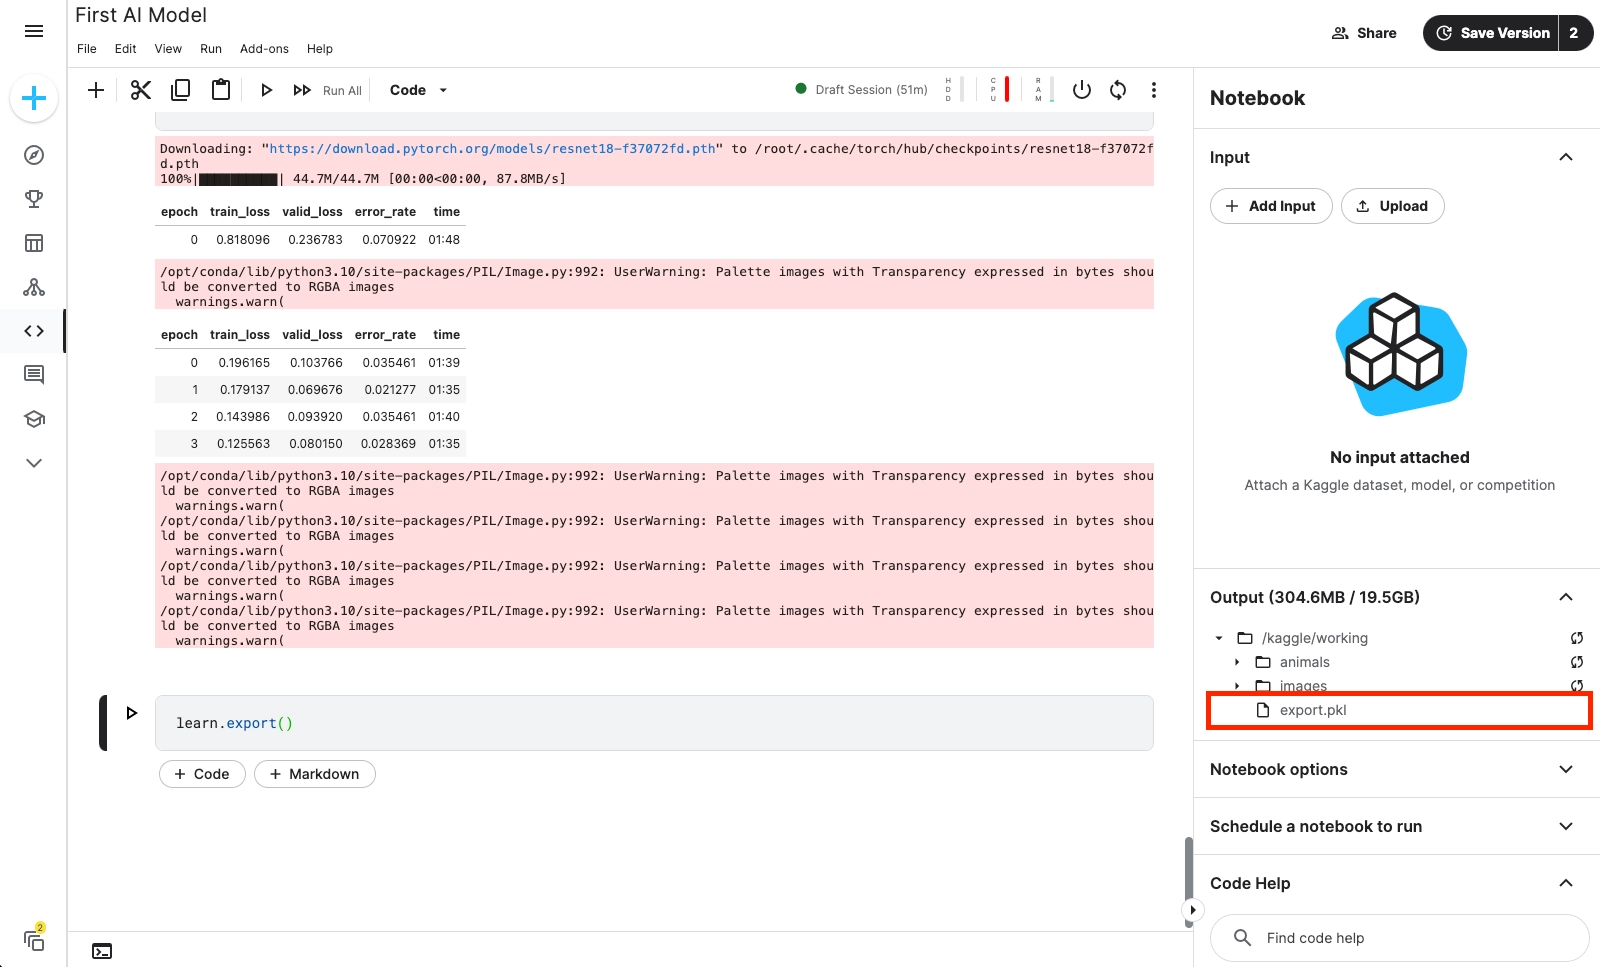 First AI Model
File Edit View Run Add-ons Help
Share
Save Version 2
Run All Code
Draft Session (51m)
HDD
CPU
RAM
Downloading: "https://download.pytorch.org/models/resnet18-f37072fd.pth" to /root/.cache/torch/hub/checkpoints/resnet18-f37072f
d.pth
100%|██████████| 44.7M/44.7M [00:00<00:00, 87.8MB/s]
epoch train_loss valid_loss error_rate time
0 0.818096 0.236783 0.070922 01:48
/opt/conda/lib/python3.10/site-packages/PIL/Image.py:992: UserWarning: Palette images with Transparency expressed in bytes shou
ld be converted to RGBA images
warnings.warn(
epoch train_loss valid_loss error_rate time
0 0.196165 0.103766 0.035461 01:39
1 0.179137 0.069676 0.021277 01:35
2 0.143986 0.093920 0.035461 01:40
3 0.125563 0.080150 0.028369 01:35
/opt/conda/lib/python3.10/site-packages/PIL/Image.py:992: UserWarning: Palette images with Transparency expressed in bytes shou
ld be converted to RGBA images
warnings.warn(
/opt/conda/lib/python3.10/site-packages/PIL/Image.py:992: UserWarning: Palette images with Transparency expressed in bytes shou
ld be converted to RGBA images
warnings.warn(
/opt/conda/lib/python3.10/site-packages/PIL/Image.py:992: UserWarning: Palette images with Transparency expressed in bytes shou
ld be converted to RGBA images
warnings.warn(
/opt/conda/lib/python3.10/site-packages/PIL/Image.py:992: UserWarning: Palette images with Transparency expressed in bytes shou
ld be converted to RGBA images
warnings.warn(
learn.export()
+ Code + Markdown
2
Notebook
Input
+ Add Input Upload
No input attached
Attach a Kaggle dataset, model, or competition
Output (304.6MB / 19.5GB)
/kaggle/working
animals
images
export.pkl
Notebook options
Schedule a notebook to run
Code Help
Find code help